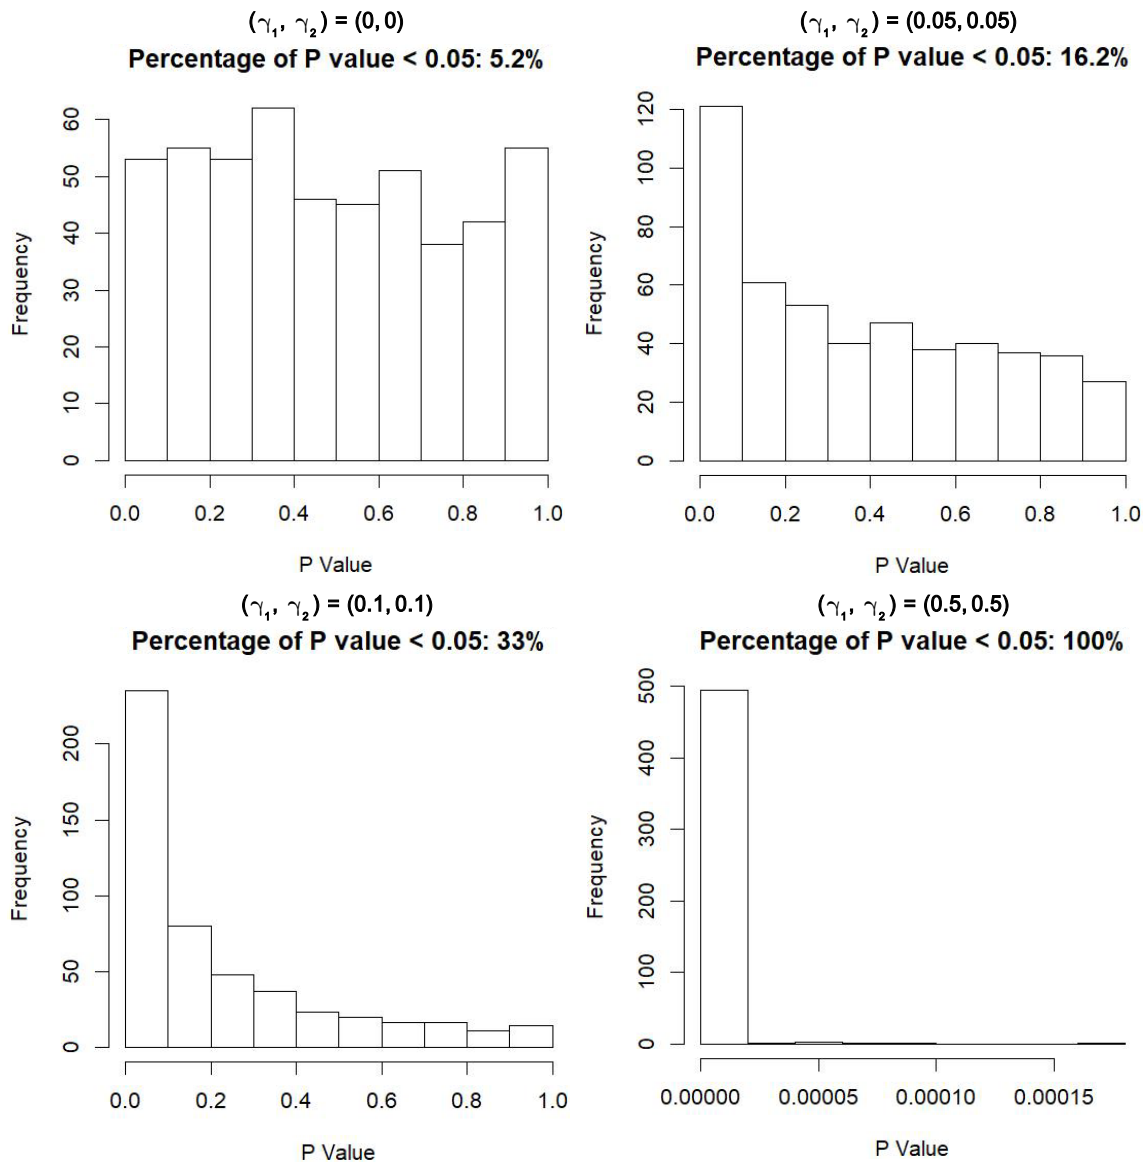 (γ₁, γ₂) = (0, 0)
Percentage of P value < 0.05: 5.2%
60
50
40
30
20
10
0
Frequency
0.0 0.2 0.4 0.6 0.8 1.0
P Value
(γ₁, γ₂) = (0.05, 0.05)
Percentage of P value < 0.05: 16.2%
120
100
80
60
40
20
0
Frequency
0.0 0.2 0.4 0.6 0.8 1.0
P Value
(γ₁, γ₂) = (0.1, 0.1)
Percentage of P value < 0.05: 33%
200
150
100
50
0
Frequency
0.0 0.2 0.4 0.6 0.8 1.0
P Value
(γ₁, γ₂) = (0.5, 0.5)
Percentage of P value < 0.05: 100%
500
400
300
200
100
0
Frequency
0.00000 0.00005 0.00010 0.00015
P Value